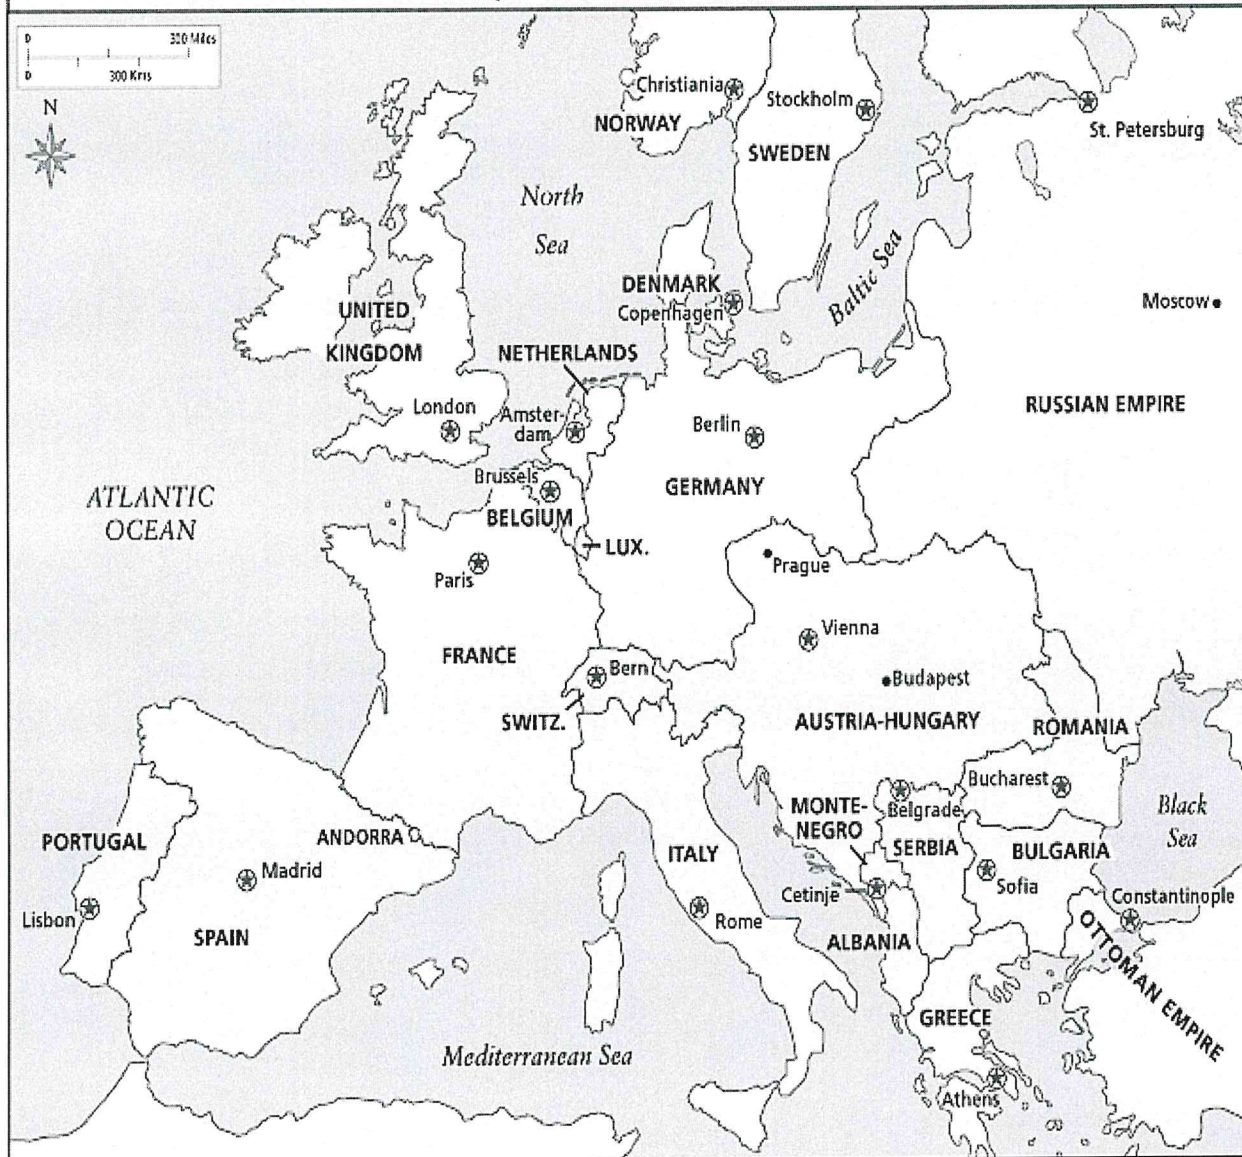 0 300 Miles
0 300 Kms
N
Christiania
NORWAY
Stockholm
SWEDEN
St. Petersburg
North
Sea
Baltic Sea
DENMARK
Copenhagen
Moscow
UNITED
KINGDOM
NETHERLANDS
London
Amster-
dam
Berlin
RUSSIAN EMPIRE
Brussels
BELGIUM
GERMANY
ATLANTIC
OCEAN
LUX.
Paris
Prague
Vienna
FRANCE
Bern
Budapest
SWITZ.
AUSTRIA-HUNGARY
ROMANIA
Bucharest
Belgrade
MONTE-
NEGRO
Black
Sea
PORTUGAL
ANDORRA
ITALY
SERBIA
BULGARIA
Madrid
Sofia
Cetinje
Constantinople
Lisbon
Rome
SPAIN
ALBANIA
OTTOMAN EMPIRE
GREECE
Mediterranean Sea
Athens